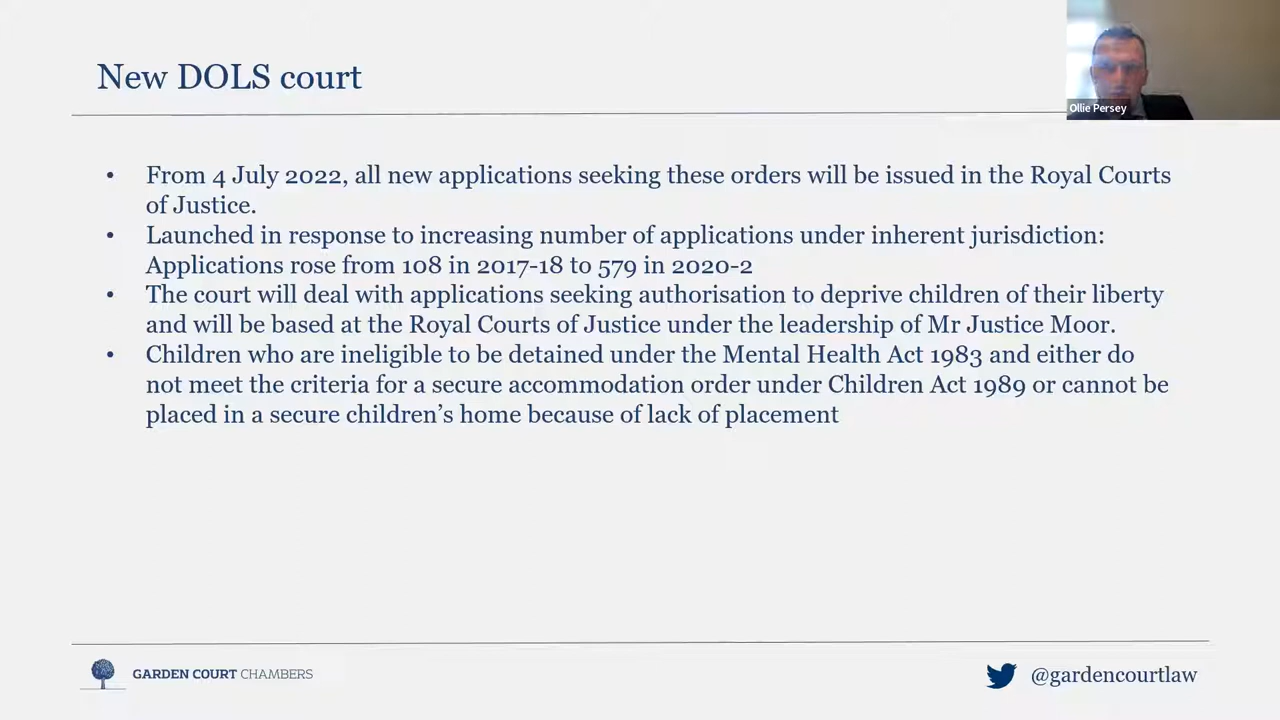 New DOLS court
Ollie Persey
• From 4 July 2022, all new applications seeking these orders will be issued in the Royal Courts
of Justice.
• Launched in response to increasing number of applications under inherent jurisdiction:
Applications rose from 108 in 2017-18 to 579 in 2020-2
• The court will deal with applications seeking authorisation to deprive children of their liberty
and will be based at the Royal Courts of Justice under the leadership of Mr Justice Moor.
• Children who are ineligible to be detained under the Mental Health Act 1983 and either do
not meet the criteria for a secure accommodation order under Children Act 1989 or cannot be
placed in a secure children’s home because of lack of placement
GARDEN COURT CHAMBERS
@gardencourtlaw